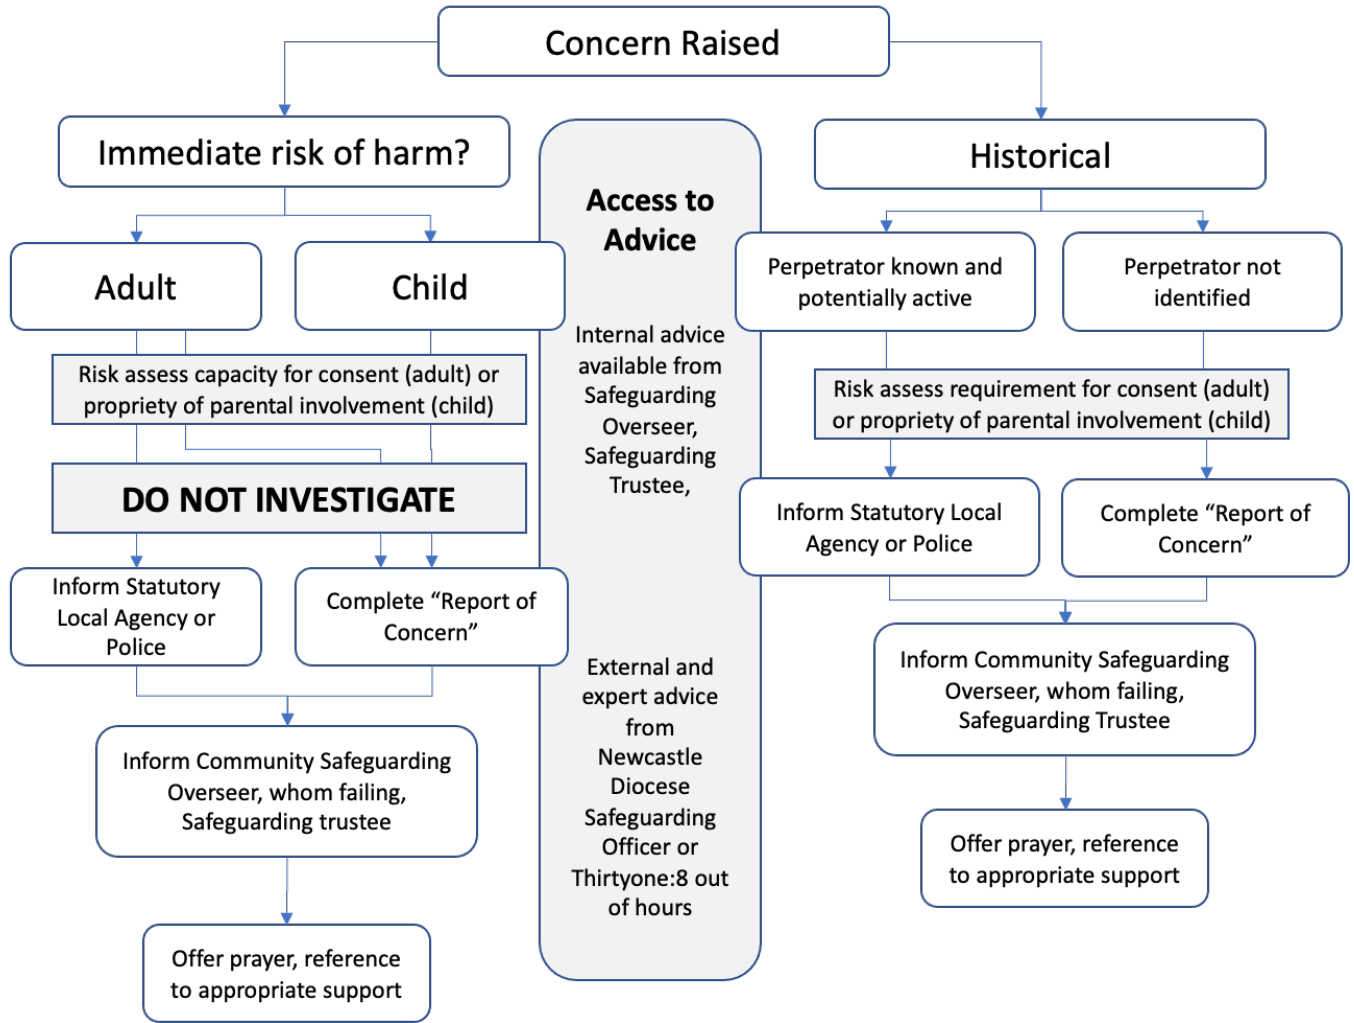 Concern Raised
Immediate risk of harm?
Adult
Child
Risk assess capacity for consent (adult) or
propriety of parental involvement (child)
DO NOT INVESTIGATE
Inform Statutory
Local Agency or
Police
Complete “Report of
Concern”
Inform Community Safeguarding
Overseer, whom failing,
Safeguarding trustee
Offer prayer, reference
to appropriate support
Access to
Advice
Internal advice
available from
Safeguarding
Overseer,
Safeguarding
Trustee,
External and
expert advice
from
Newcastle
Diocese
Safeguarding
Officer or
Thirtyone:8 out
of hours
Historical
Perpetrator known and
potentially active
Perpetrator not
identified
Risk assess requirement for consent (adult)
or propriety of parental involvement (child)
Inform Statutory Local
Agency or Police
Complete “Report of
Concern”
Inform Community Safeguarding
Overseer, whom failing,
Safeguarding Trustee
Offer prayer, reference
to appropriate support